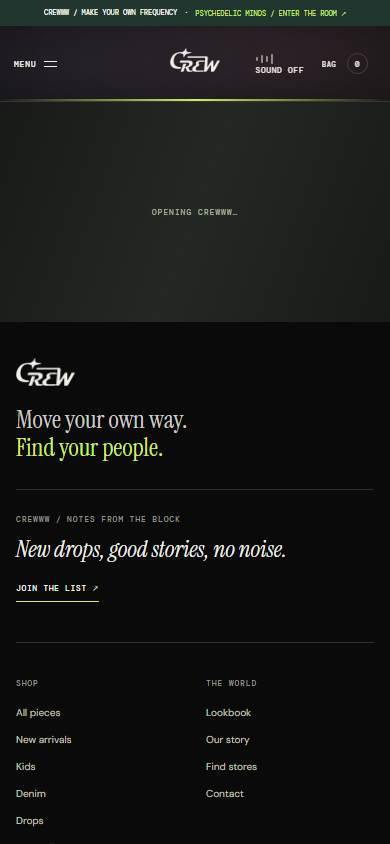 CREWWW / MAKE YOUR OWN FREQUENCY · PSYCHEDELIC MINDS / ENTER THE ROOM ↗
MENU
CREW
SOUND OFF
BAG 0
OPENING CREWWW…
CREW
Move your own way.
Find your people.
CREWWW / NOTES FROM THE BLOCK
New drops, good stories, no noise.
JOIN THE LIST ↗
SHOP
THE WORLD
All pieces
Lookbook
New arrivals
Our story
Kids
Find stores
Denim
Contact
Drops